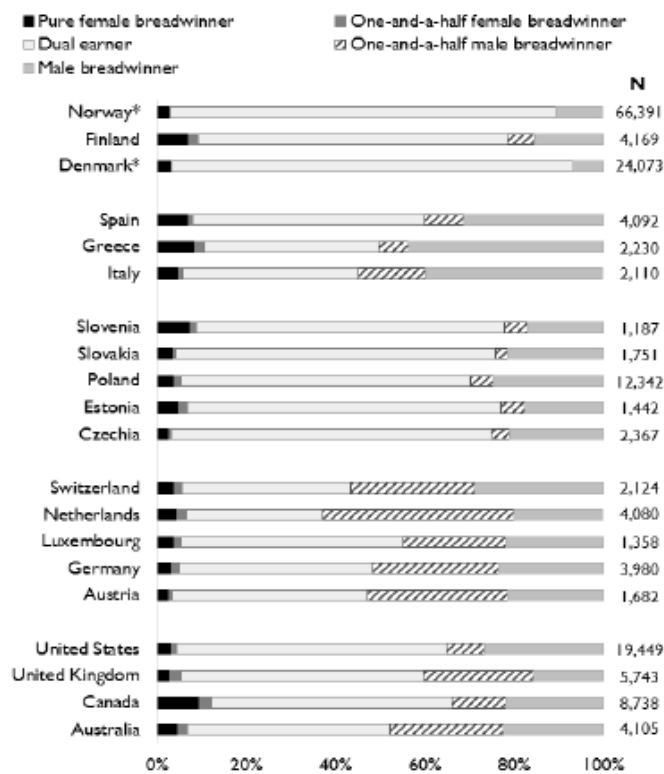 Pure female breadwinner One-and-a-half female breadwinner
Dual earner One-and-a-half male breadwinner
Male breadwinner
N
Norway* 66,391
Finland 4,169
Denmark* 24,073
Spain 4,092
Greece 2,230
Italy 2,110
Slovenia 1,187
Slovakia 1,751
Poland 12,342
Estonia 1,442
Czechia 2,367
Switzerland 2,124
Netherlands 4,080
Luxembourg 1,358
Germany 3,980
Austria 1,682
United States 19,449
United Kingdom 5,743
Canada 8,738
Australia 4,105
0% 20% 40% 60% 80% 100%